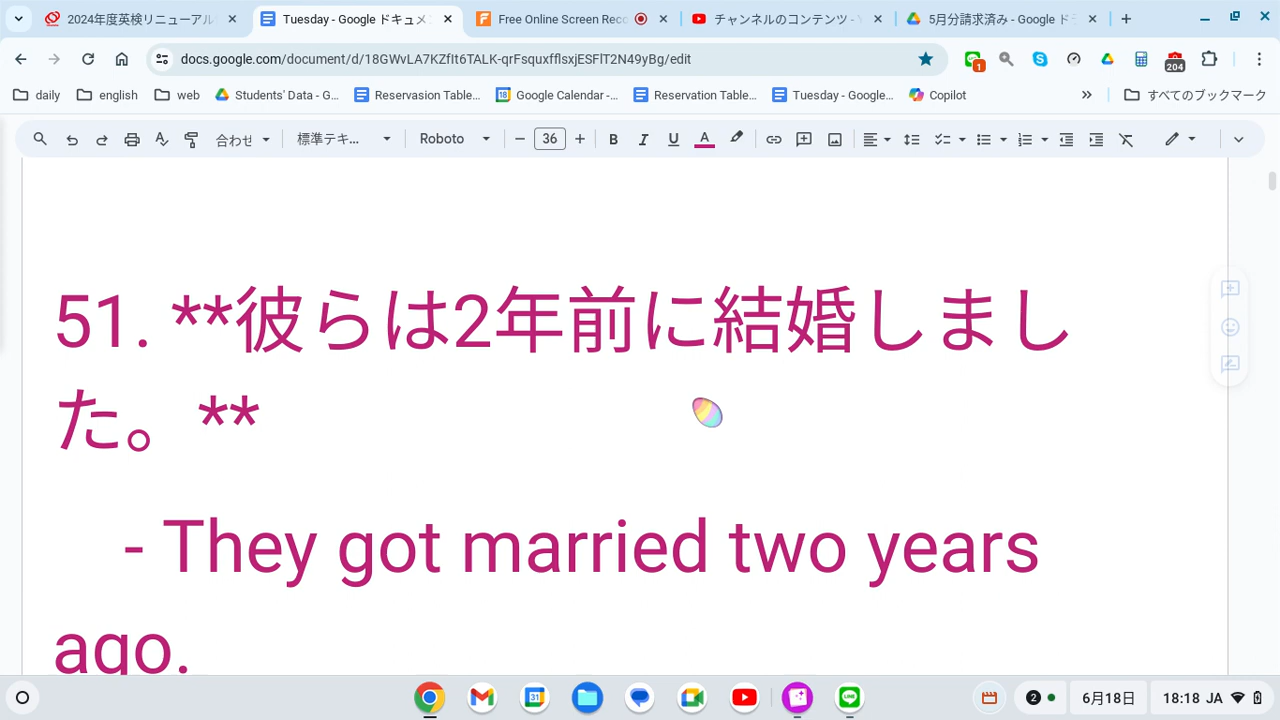 2024年度英検リニューアル
Tuesday - Google ドキュメ
Free Online Screen Reco
チャンネルのコンテンツ - Y
5月分請求済み - Google ドラ
docs.google.com/document/d/18GWvLA7KZfIt6TALK-qrFsquxfflsxjESFlT2N49yBg/edit
1
204
daily
english
web
Students' Data - G...
Reservasion Table...
Google Calendar -...
Reservation Table...
Tuesday - Google...
Copilot
»
すべてのブックマーク
合わせ
標準テキ...
Roboto
36
B
I
U
A
51. **彼らは2年前に結婚しまし
た。**
- They got married two years
ago.
31
2
6月18日
18:18 JA